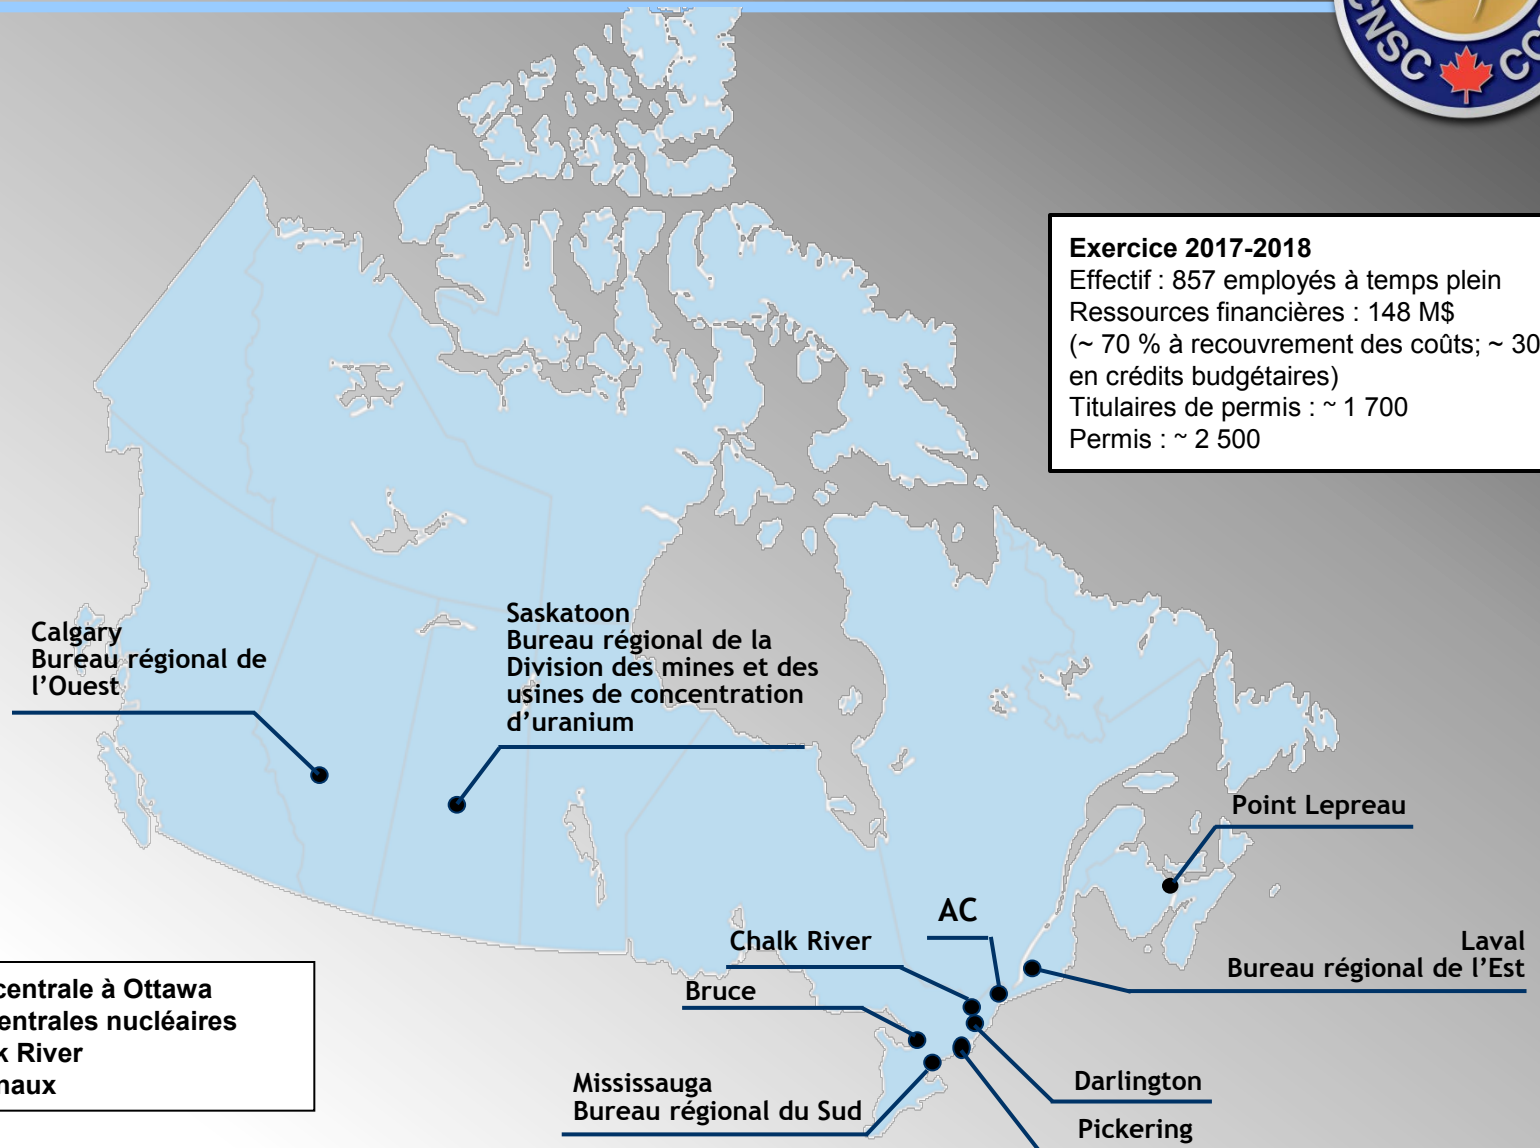 CNSC CC
Exercice 2017-2018
Effectif : 857 employés à temps plein
Ressources financières : 148 M$
(~ 70 % à recouvrement des coûts; ~ 30
en crédits budgétaires)
Titulaires de permis : ~ 1 700
Permis : ~ 2 500
Calgary
Bureau régional de
l’Ouest
Saskatoon
Bureau régional de la
Division des mines et des
usines de concentration
d’uranium
Point Lepreau
AC
Chalk River
Laval
Bureau régional de l’Est
Bruce
centrale à Ottawa
entrales nucléaires
k River
naux
Mississauga
Bureau régional du Sud
Darlington
Pickering